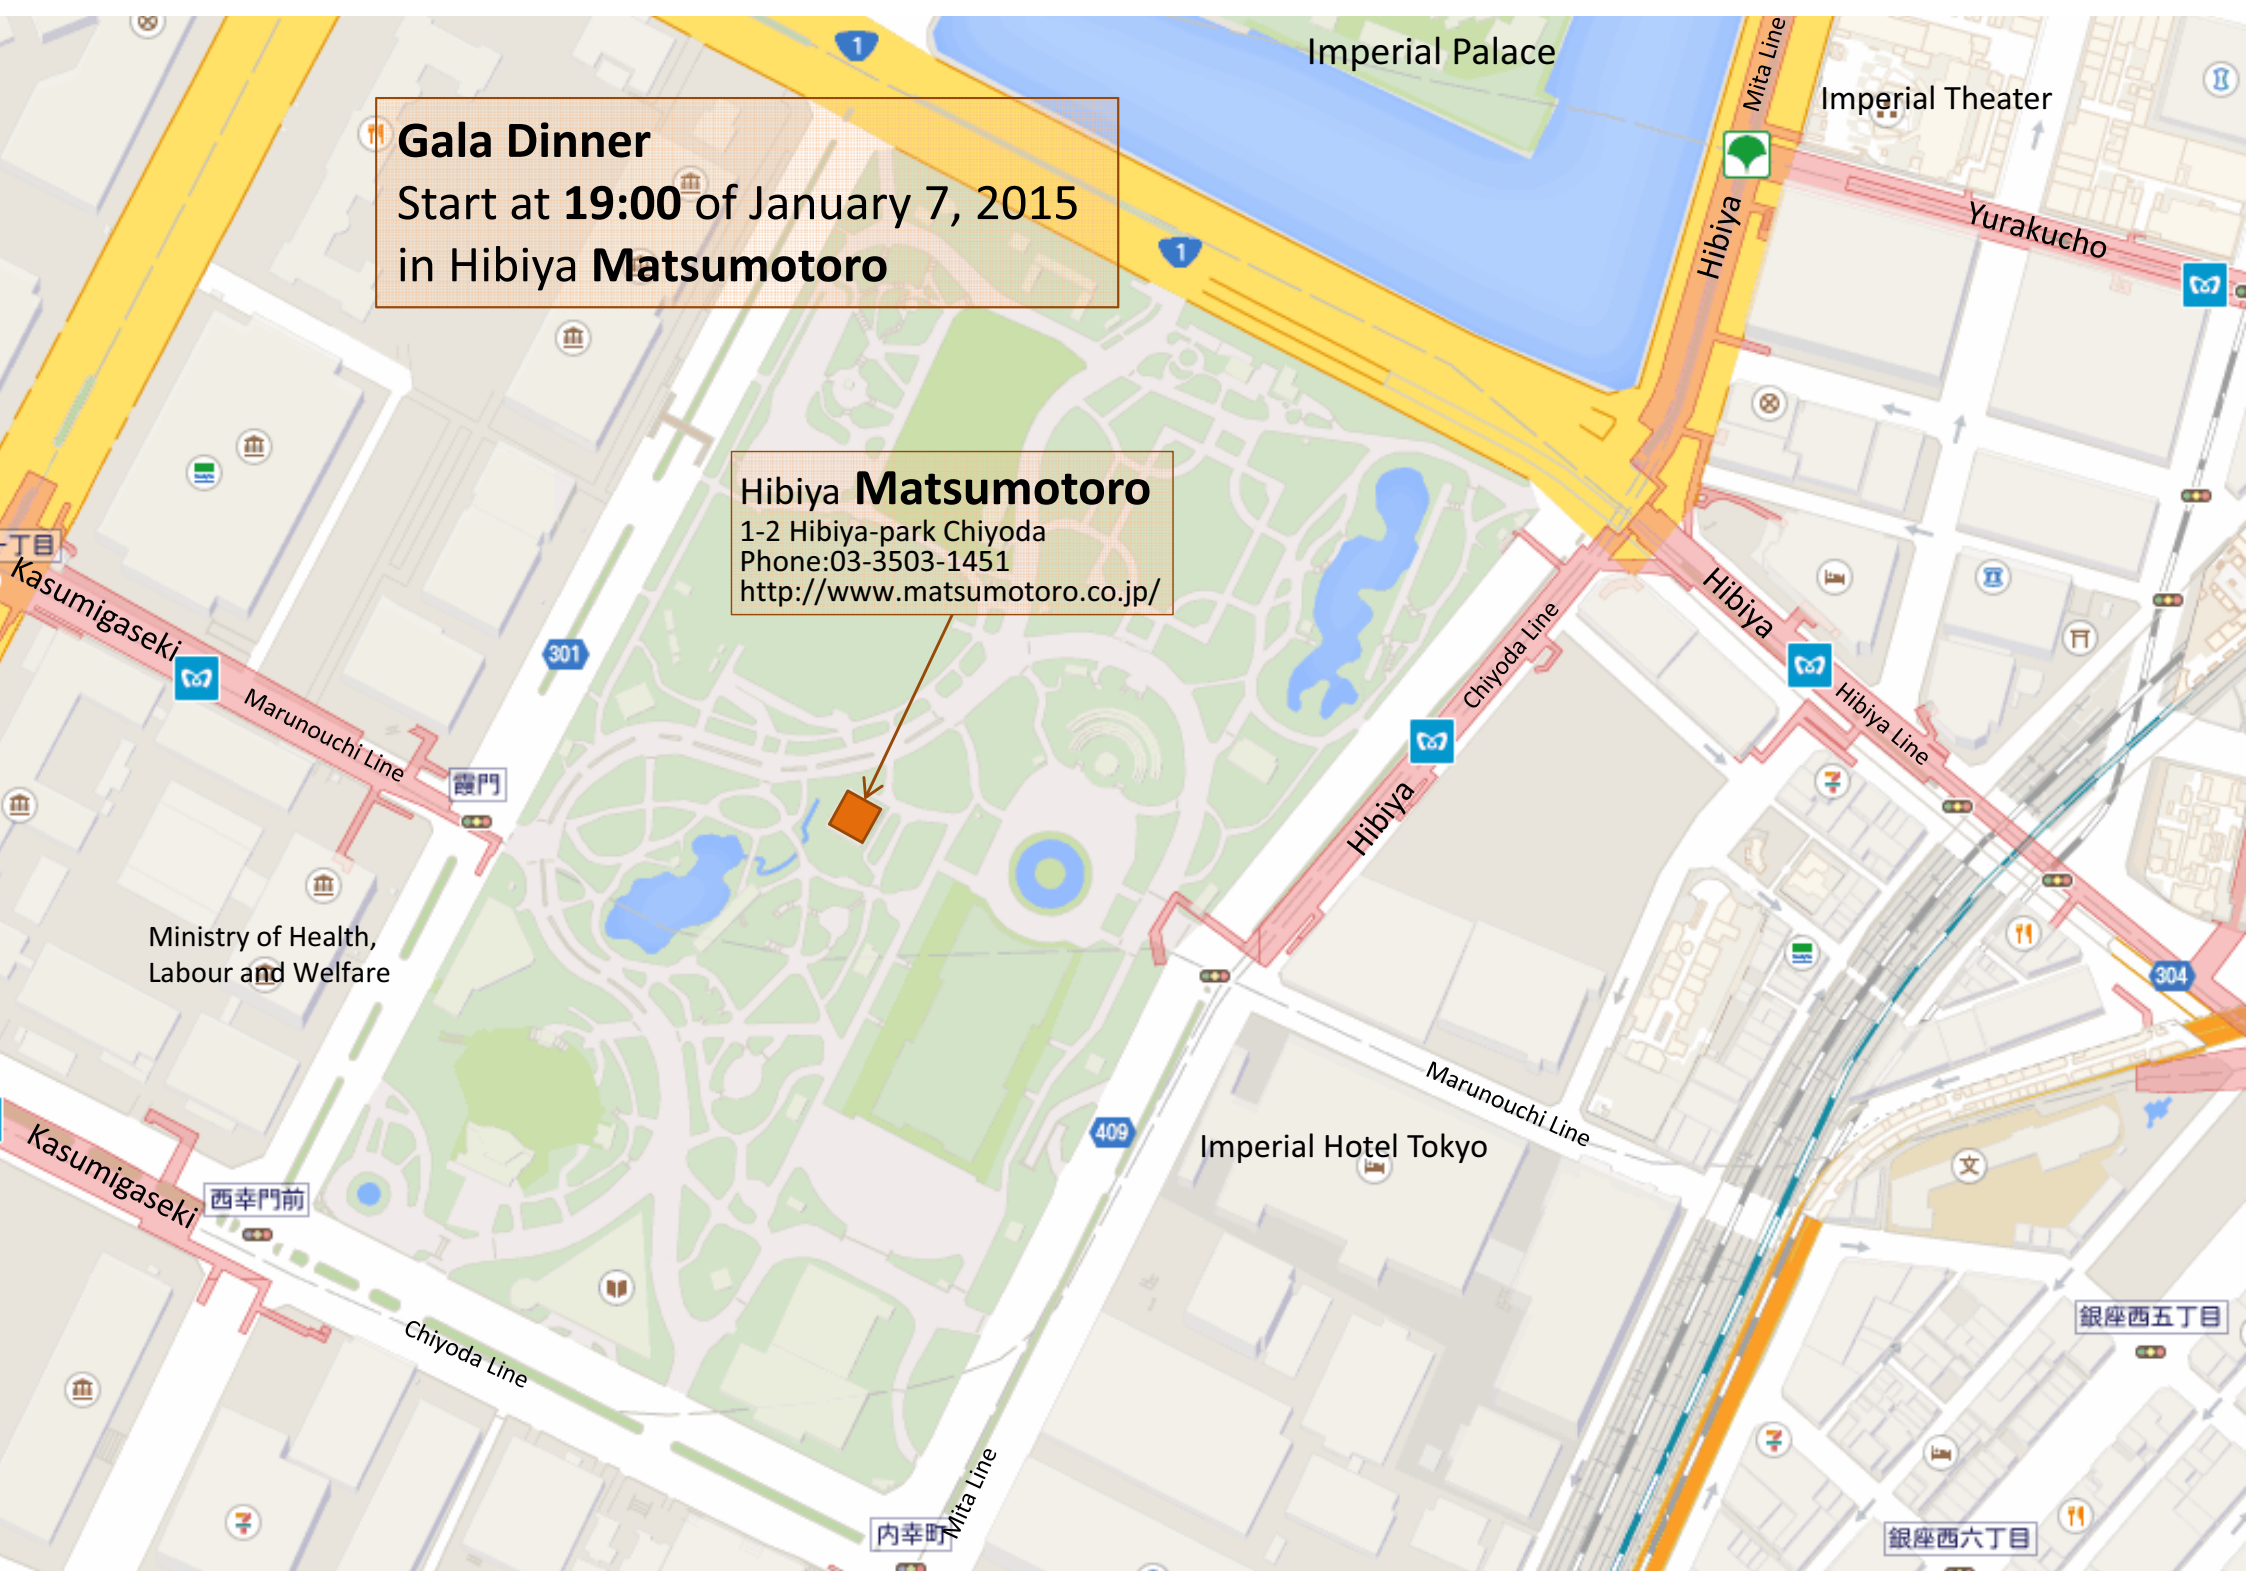 Imperial Palace
Mita Line
Imperial Theater
1
Gala Dinner
Start at 19:00 of January 7, 2015
in Hibiya Matsumotoro
1
Hibiya
Yurakucho
Hibiya Matsumotoro
1-2 Hibiya-park Chiyoda
Phone:03-3503-1451
http://www.matsumotoro.co.jp/
一丁目
Kasumigaseki
301
Marunouchi Line
霞門
Chiyoda Line
Hibiya
Hibiya
Hibiya Line
Ministry of Health,
Labour and Welfare
304
409
Marunouchi Line
Imperial Hotel Tokyo
文
Kasumigaseki
西幸門前
Chiyoda Line
銀座西五丁目
Mita Line
内幸町
銀座西六丁目